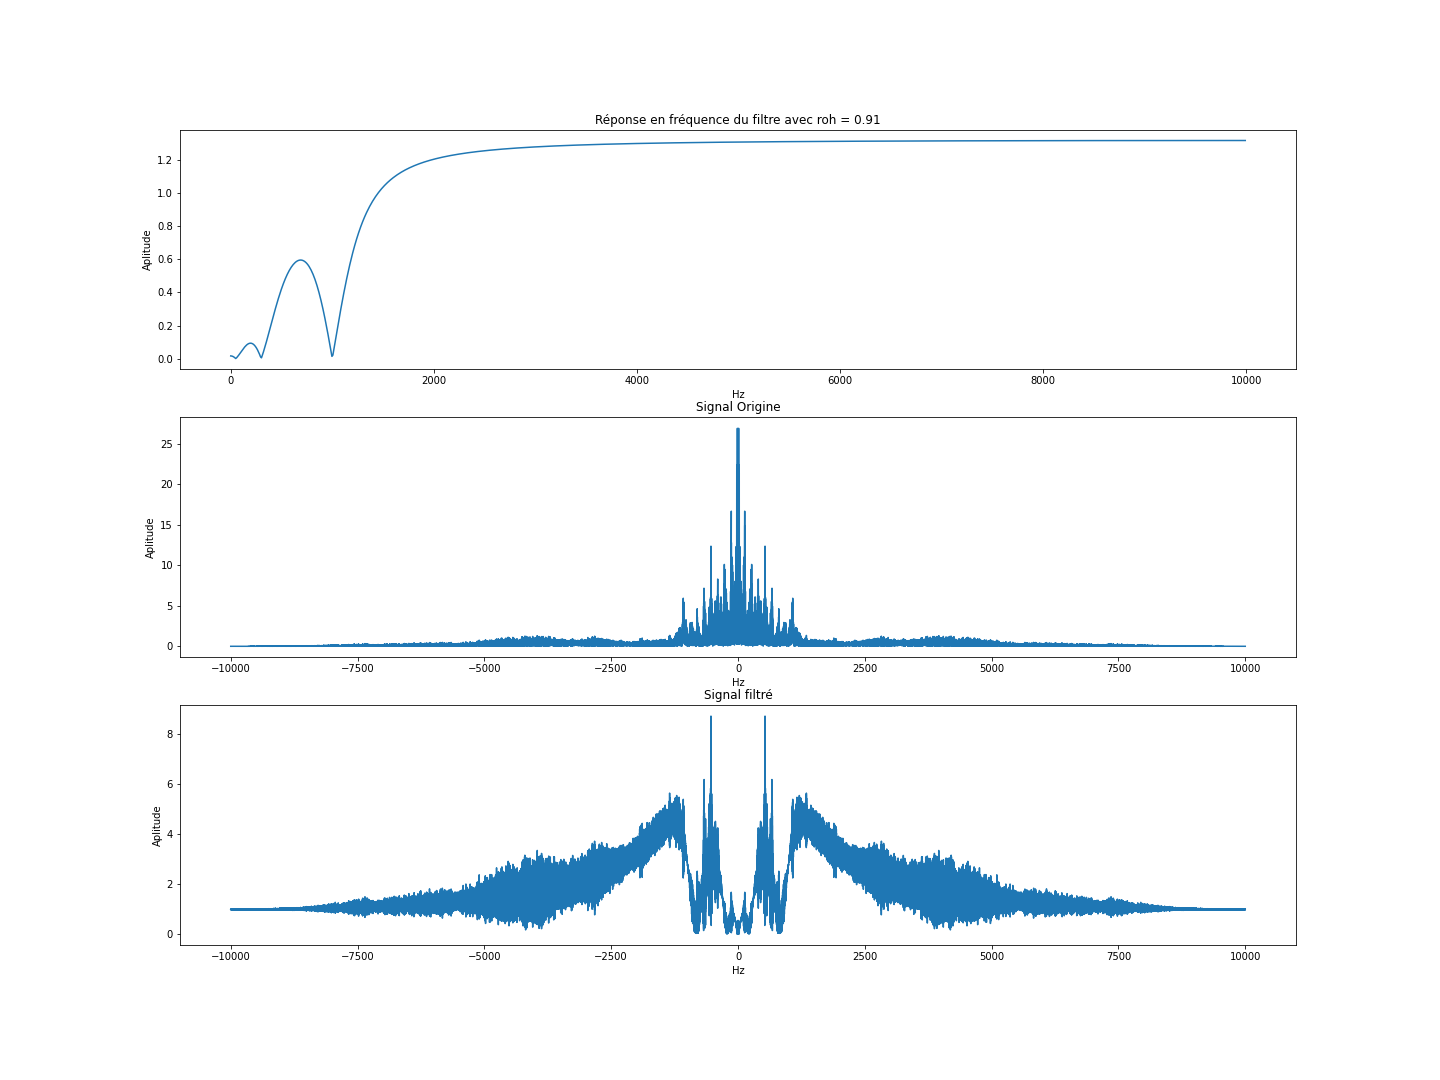 Réponse en fréquence du filtre avec roh = 0.91
Aplitude
1.2
1.0
0.8
0.6
0.4
0.2
0.0
0 2000 4000 6000 8000 10000
Hz
Signal Origine
Aplitude
25
20
15
10
5
0
−10000 −7500 −5000 −2500 0 2500 5000 7500 10000
Hz
Signal filtré
Aplitude
8
6
4
2
0
−10000 −7500 −5000 −2500 0 2500 5000 7500 10000
Hz